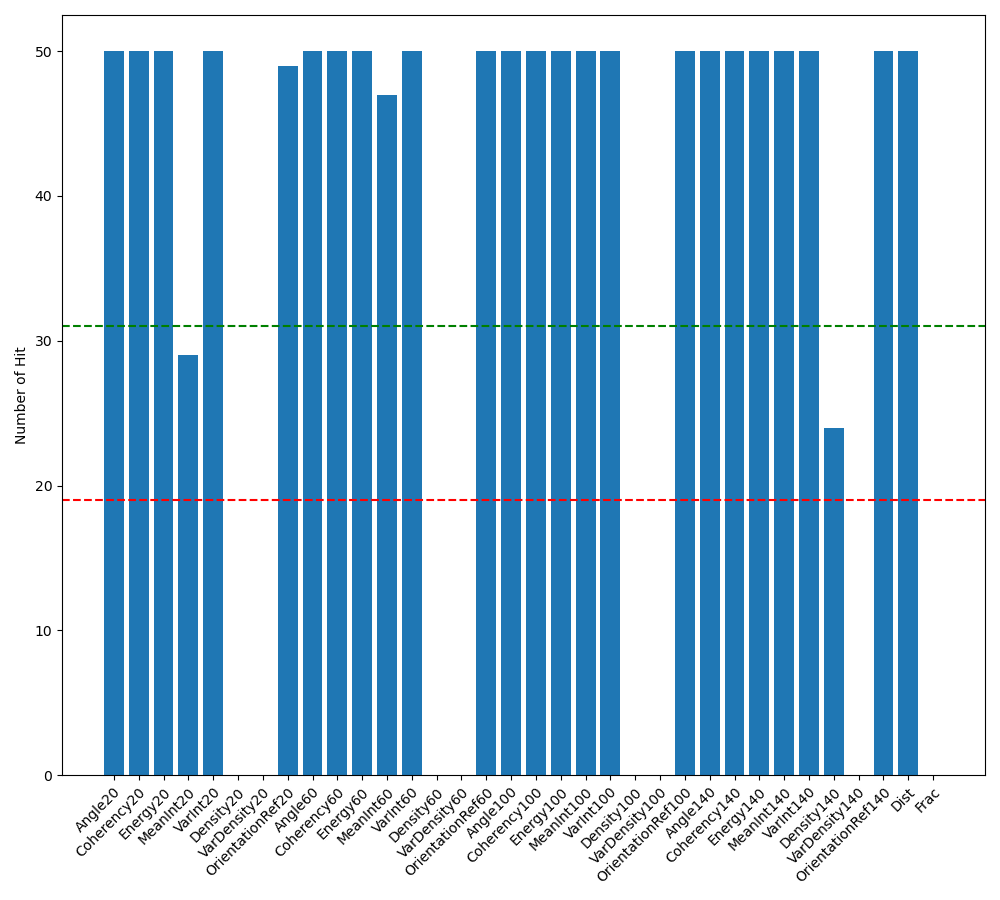 Number of Hit
50
40
30
20
10
0
Angle20
Coherency20
Energy20
MeanInt20
VarInt20
Density20
VarDensity20
OrientationRef20
Angle60
Coherency60
Energy60
MeanInt60
VarInt60
Density60
VarDensity60
OrientationRef60
Angle100
Coherency100
Energy100
MeanInt100
VarInt100
Density100
VarDensity100
OrientationRef100
Angle140
Coherency140
Energy140
MeanInt140
VarInt140
Density140
VarDensity140
OrientationRef140
Dist
Frac